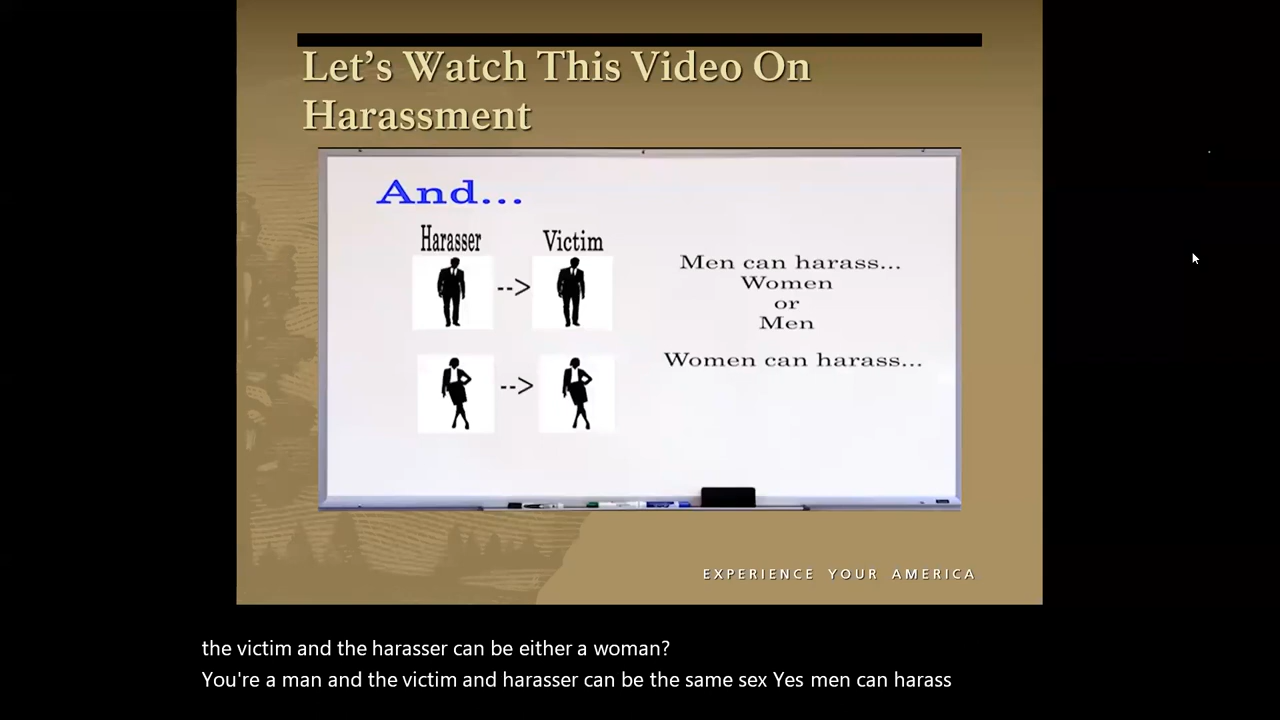 Let's Watch This Video On
Harassment
And...
Harasser
Victim
-->
-->
Men can harass...
Women
or
Men
Women can harass...
EXPERIENCE YOUR AMERICA
the victim and the harasser can be either a woman?
You're a man and the victim and harasser can be the same sex Yes men can harass